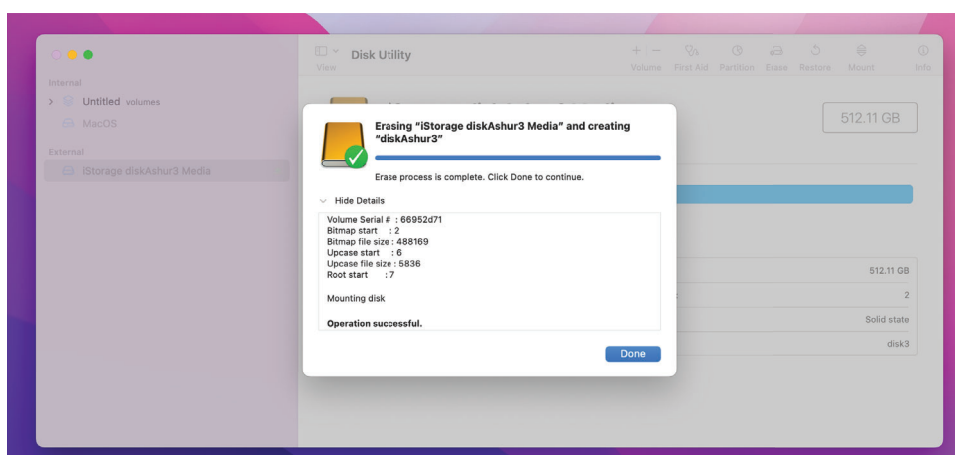 Disk Utility
View
Volume First Aid Partition Erase Restore Mount Info
Internal
Untitled volumes
MacOS
External
iStorage diskAshur3 Media
512.11 GB
Erasing “iStorage diskAshur3 Media” and creating
“diskAshur3”
Erase process is complete. Click Done to continue.
Hide Details
Volume Serial # : 66952d71
Bitmap start : 2
Bitmap file size : 488169
Upcase start : 6
Upcase file size : 5836
Root start :7
Mounting disk
Operation successful.
Done
512.11 GB
2
Solid state
disk3